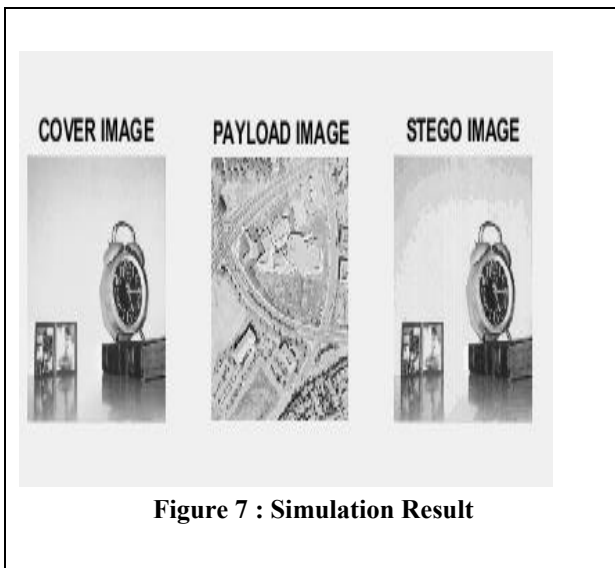 COVER IMAGE PAYLOAD IMAGE STEGO IMAGE
Figure 7 : Simulation Result